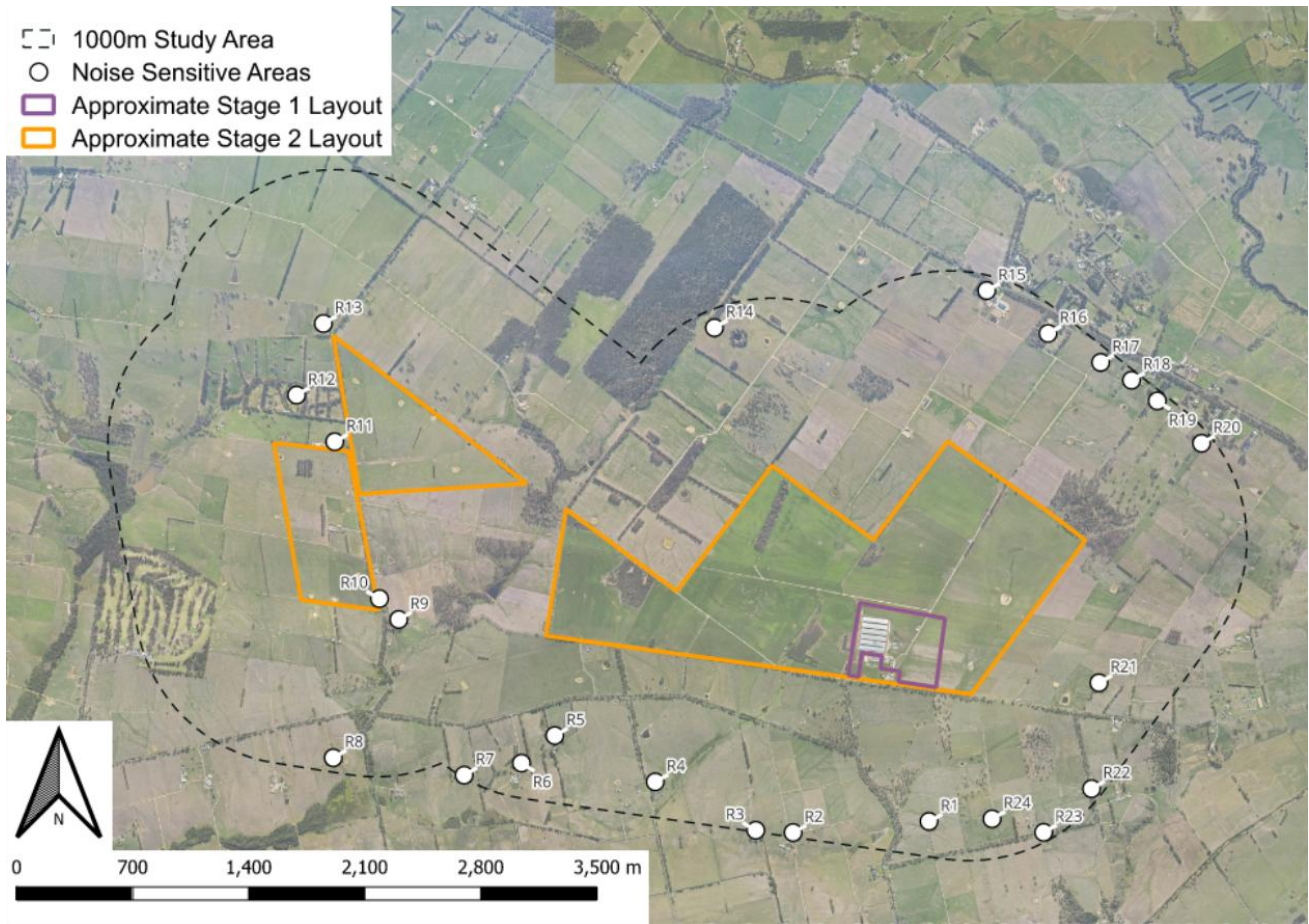 1000m Study Area
Noise Sensitive Areas
Approximate Stage 1 Layout
Approximate Stage 2 Layout
R15
R13
R14
R16
R17
R18
R12
R19
R11
R20
R10
R9
R21
R5
R8
R7
R6
R4
R22
R3
R2
R1
R24
R23
N
0 700 1,400 2,100 2,800 3,500 m